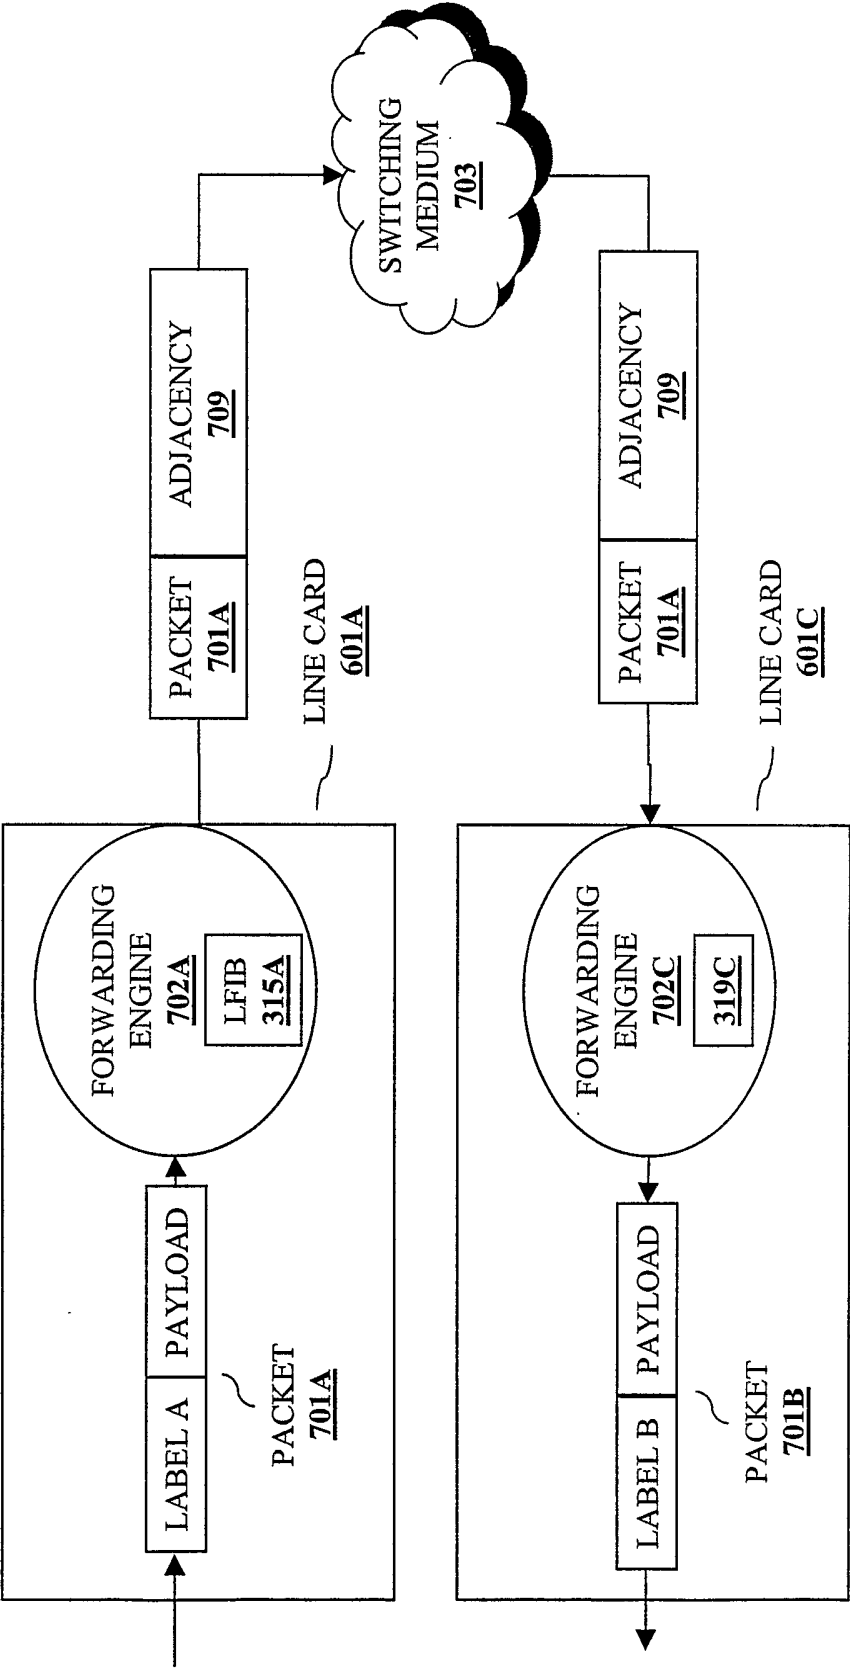 LABEL A
PAYLOAD
PACKET
701A
FORWARDING
ENGINE
702A
LFIB
315A
LINE CARD
601A
PACKET
701A
ADJACENCY
709
SWITCHING
MEDIUM
703
LABEL B
PAYLOAD
PACKET
701B
FORWARDING
ENGINE
702C
319C
LINE CARD
601C
PACKET
701A
ADJACENCY
709